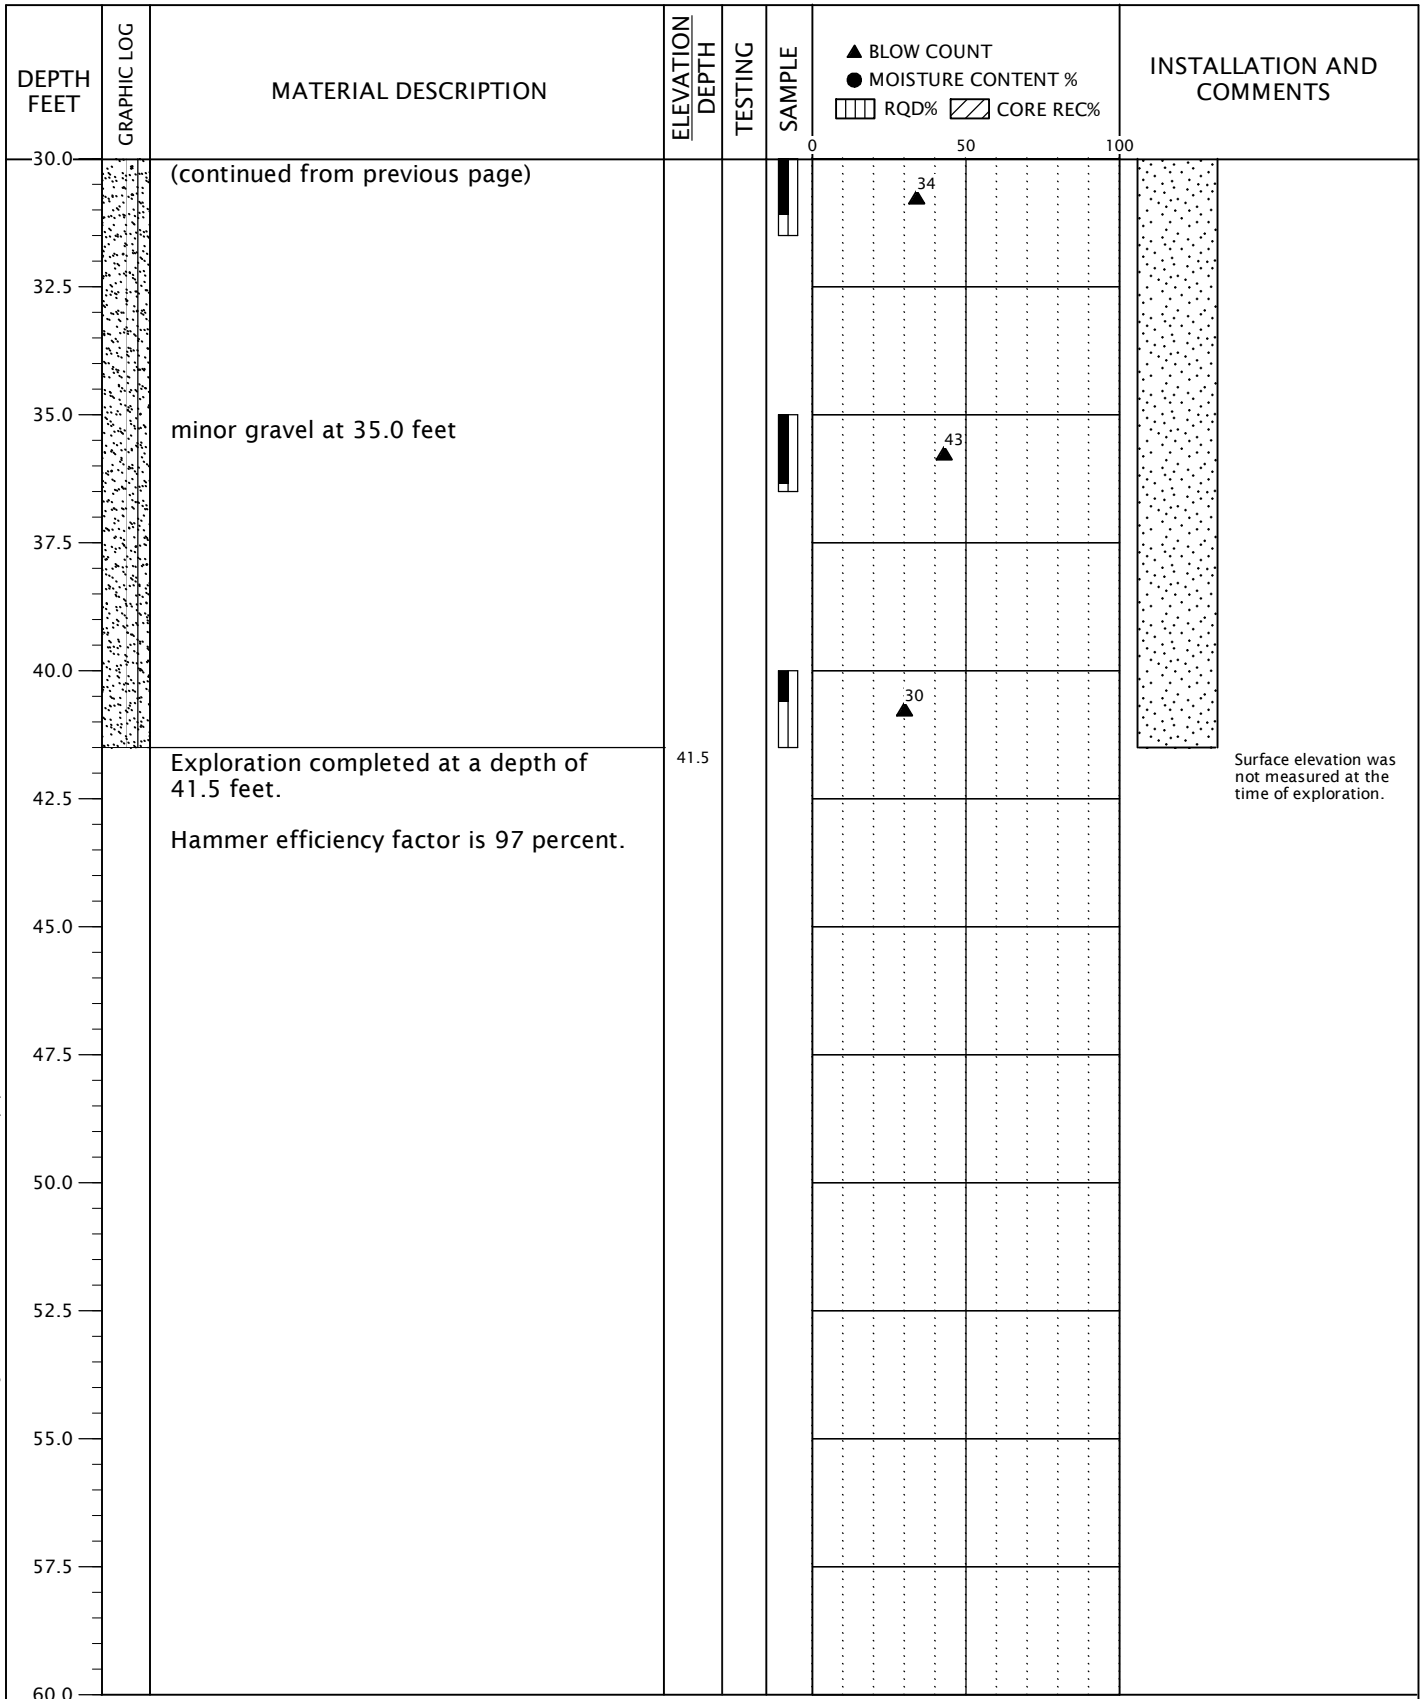 DEPTH
FEET
GRAPHIC LOG
MATERIAL DESCRIPTION
ELEVATION
DEPTH
TESTING
SAMPLE
▲ BLOW COUNT
● MOISTURE CONTENT %
RQD% CORE REC%
0 50 100
INSTALLATION AND
COMMENTS
30.0
(continued from previous page)
34
32.5
35.0
minor gravel at 35.0 feet
43
37.5
40.0
30
Exploration completed at a depth of
41.5 feet.
41.5
Surface elevation was
not measured at the
time of exploration.
42.5
Hammer efficiency factor is 97 percent.
45.0
47.5
50.0
52.5
55.0
57.5
60.0